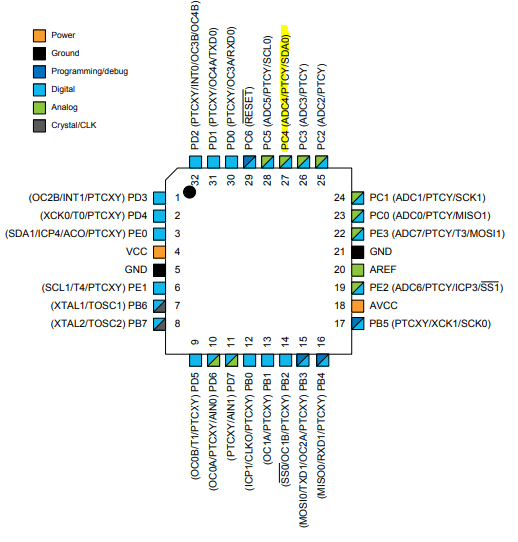 Power
Ground
Programming/debug
Digital
Analog
Crystal/CLK
PD2 (PTCXY/INT0/OC3B/OC4B)
PD1 (PTCXY/OC4A/TXD0)
PD0 (PTCXY/OC3A/RXD0)
PC6 (RESET)
PC5 (ADC5/PTCY/SCL0)
PC4 (ADC4/PTCY/SDA0)
PC3 (ADC3/PTCY)
PC2 (ADC2/PTCY)
32 31 30 29 28 27 26 25
(OC2B/INT1/PTCXY) PD3 1
(XCK0/T0/PTCXY) PD4 2
(SDA1/ICP4/ACO/PTCXY) PE0 3
VCC 4
GND 5
(SCL1/T4/PTCXY) PE1 6
(XTAL1/TOSC1) PB6 7
(XTAL2/TOSC2) PB7 8
24 PC1 (ADC1/PTCY/SCK1)
23 PC0 (ADC0/PTCY/MISO1)
22 PE3 (ADC7/PTCY/T3/MOSI1)
21 GND
20 AREF
19 PE2 (ADC6/PTCY/ICP3/SS1)
18 AVCC
17 PB5 (PTCXY/XCK1/SCK0)
9 10 11 12 13 14 15 16
(OC0B/T1/PTCXY) PD5
(OC0A/PTCXY/AIN0) PD6
(PTCXY/AIN1) PD7
(ICP1/CLKO/PTCXY) PB0
(OC1A/PTCXY) PB1
(SS0/OC1B/PTCXY) PB2
(MOSI0/TXD1/OC2A/PTCXY) PB3
(MISO0/RXD1/PTCXY) PB4